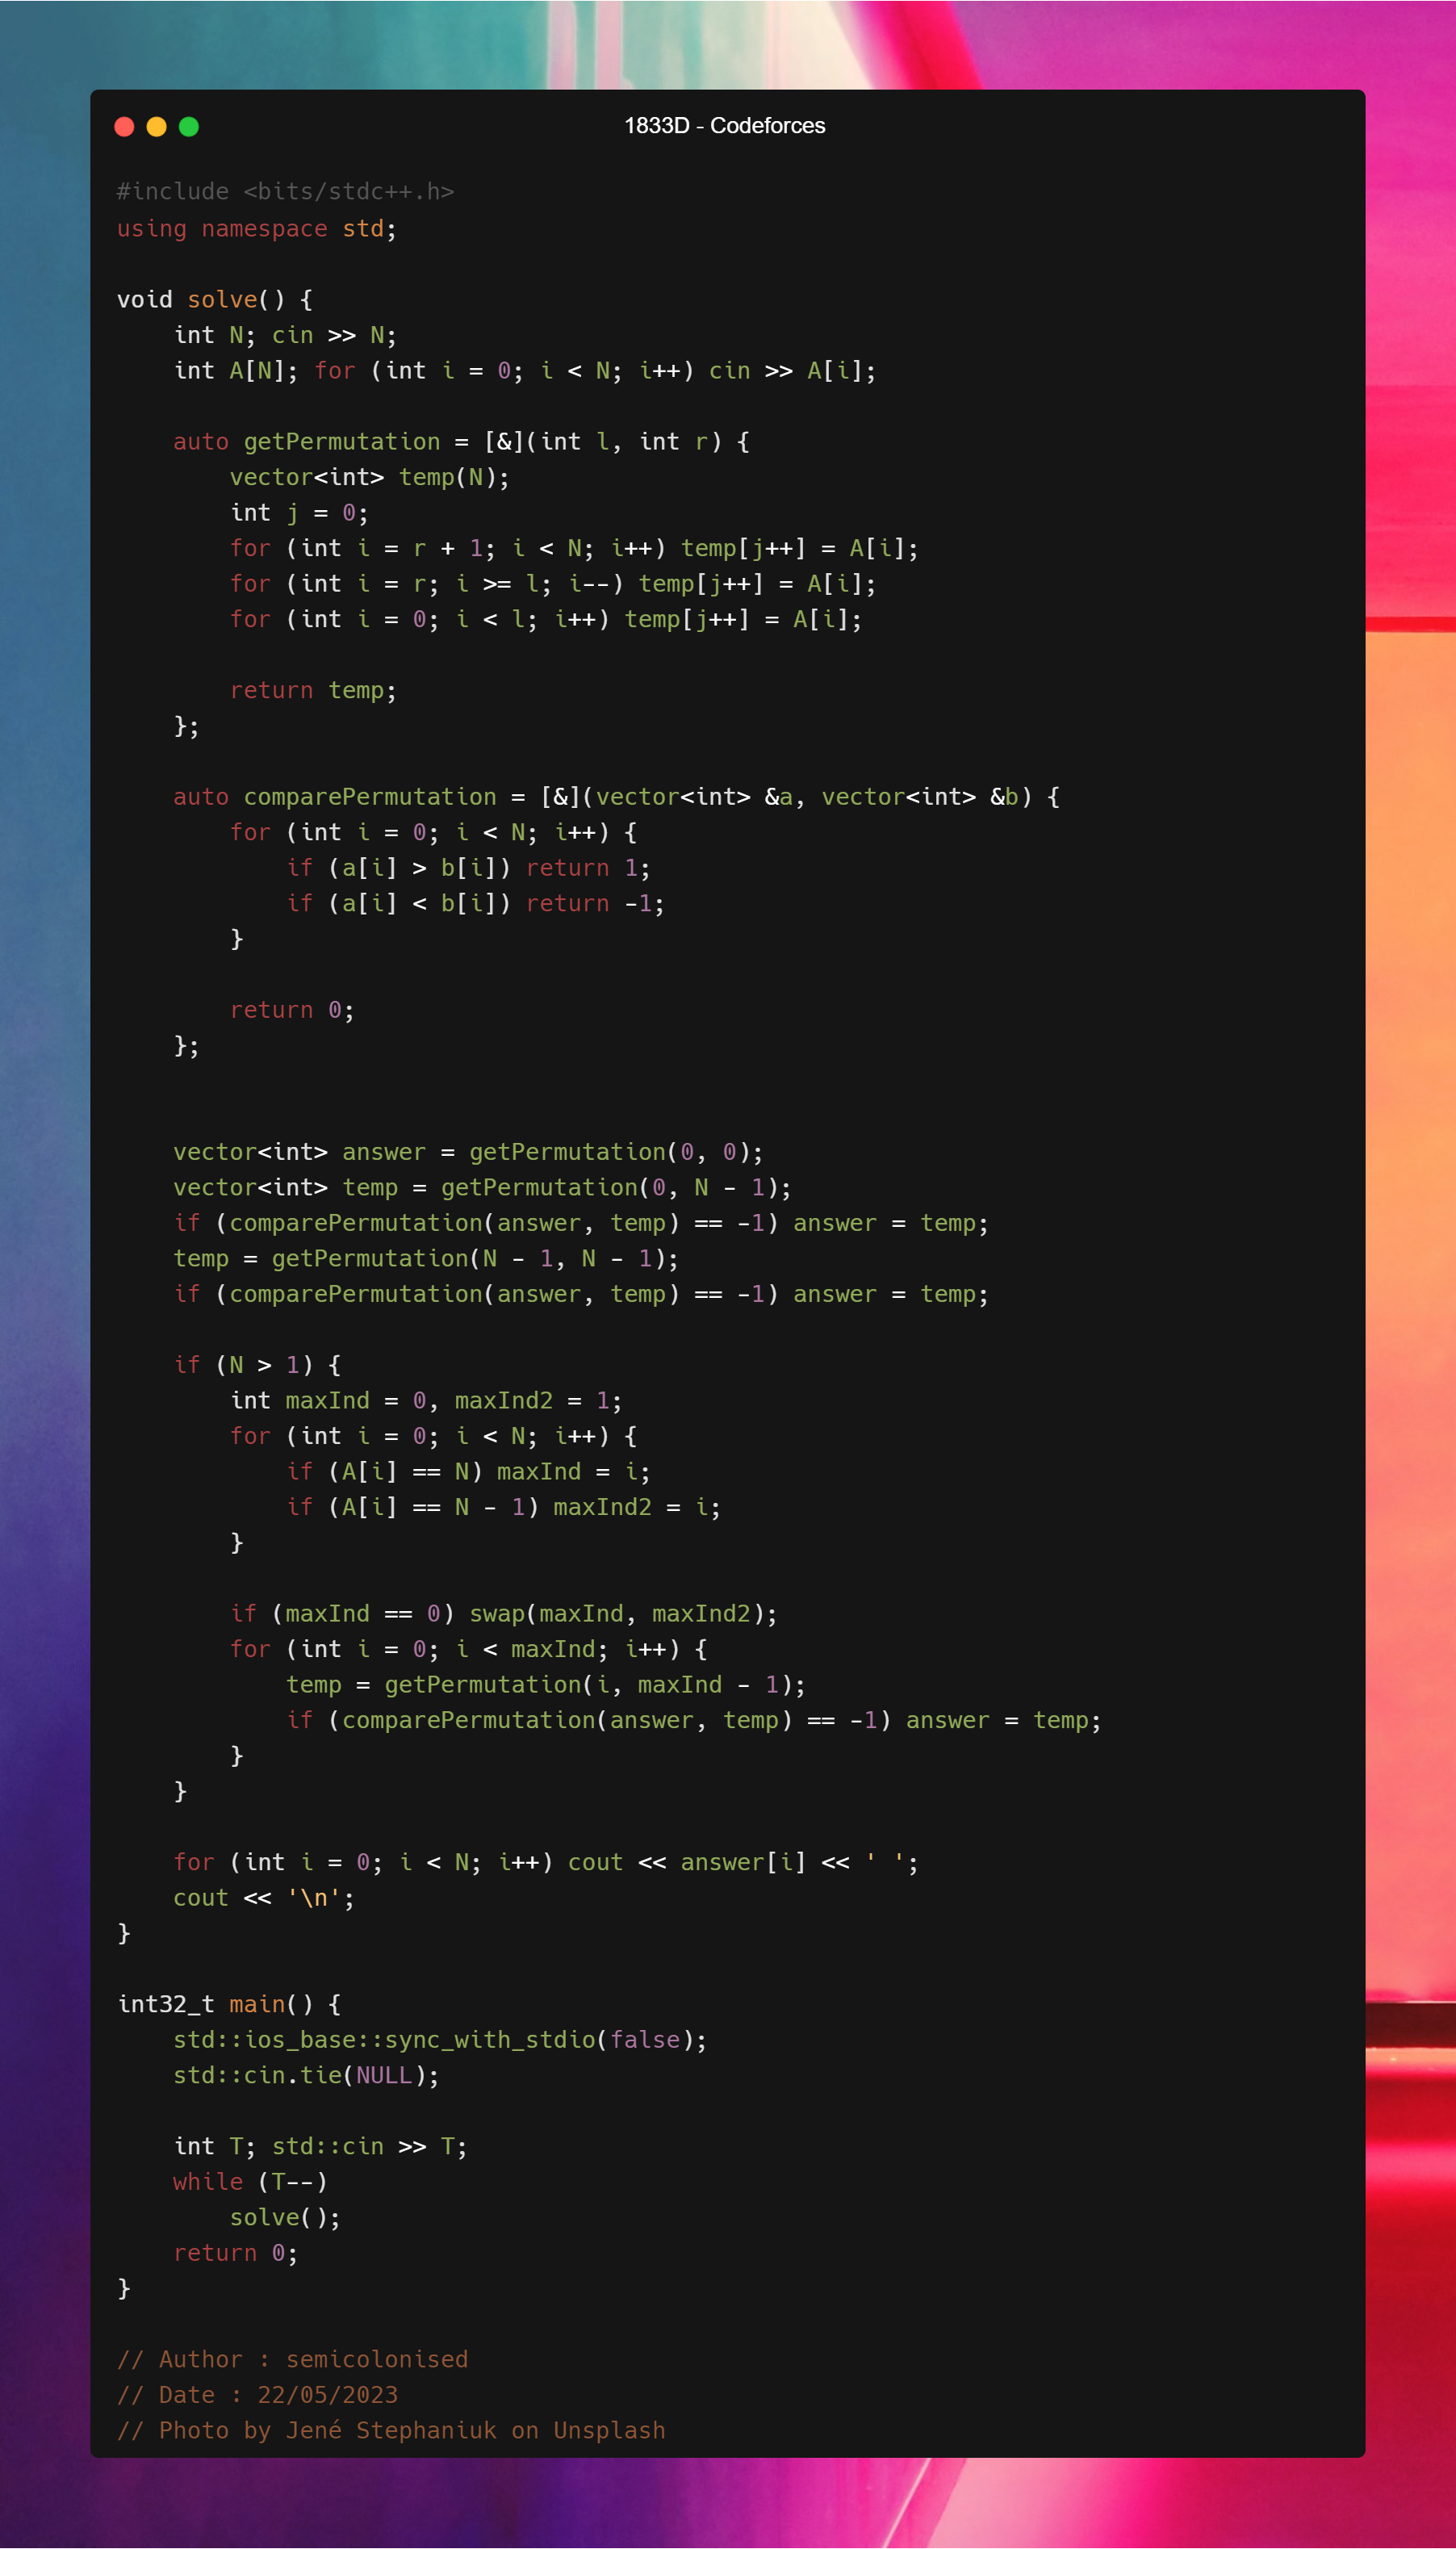 1833D - Codeforces
#include <bits/stdc++.h>
using namespace std;
void solve() {
    int N; cin >> N;
    int A[N]; for (int i = 0; i < N; i++) cin >> A[i];
    auto getPermutation = [&](int l, int r) {
        vector<int> temp(N);
        int j = 0;
        for (int i = r + 1; i < N; i++) temp[j++] = A[i];
        for (int i = r; i >= l; i--) temp[j++] = A[i];
        for (int i = 0; i < l; i++) temp[j++] = A[i];
        return temp;
    };
    auto comparePermutation = [&](vector<int> &a, vector<int> &b) {
        for (int i = 0; i < N; i++) {
            if (a[i] > b[i]) return 1;
            if (a[i] < b[i]) return -1;
        }
        return 0;
    };
    vector<int> answer = getPermutation(0, 0);
    vector<int> temp = getPermutation(0, N - 1);
    if (comparePermutation(answer, temp) == -1) answer = temp;
    temp = getPermutation(N - 1, N - 1);
    if (comparePermutation(answer, temp) == -1) answer = temp;
    if (N > 1) {
        int maxInd = 0, maxInd2 = 1;
        for (int i = 0; i < N; i++) {
            if (A[i] == N) maxInd = i;
            if (A[i] == N - 1) maxInd2 = i;
        }
        if (maxInd == 0) swap(maxInd, maxInd2);
        for (int i = 0; i < maxInd; i++) {
            temp = getPermutation(i, maxInd - 1);
            if (comparePermutation(answer, temp) == -1) answer = temp;
        }
    }
    for (int i = 0; i < N; i++) cout << answer[i] << ' ';
    cout << '\n';
}
int32_t main() {
    std::ios_base::sync_with_stdio(false);
    std::cin.tie(NULL);
    int T; std::cin >> T;
    while (T--)
        solve();
    return 0;
}
// Author : semicolonised
// Date : 22/05/2023
// Photo by Jené Stephaniuk on Unsplash